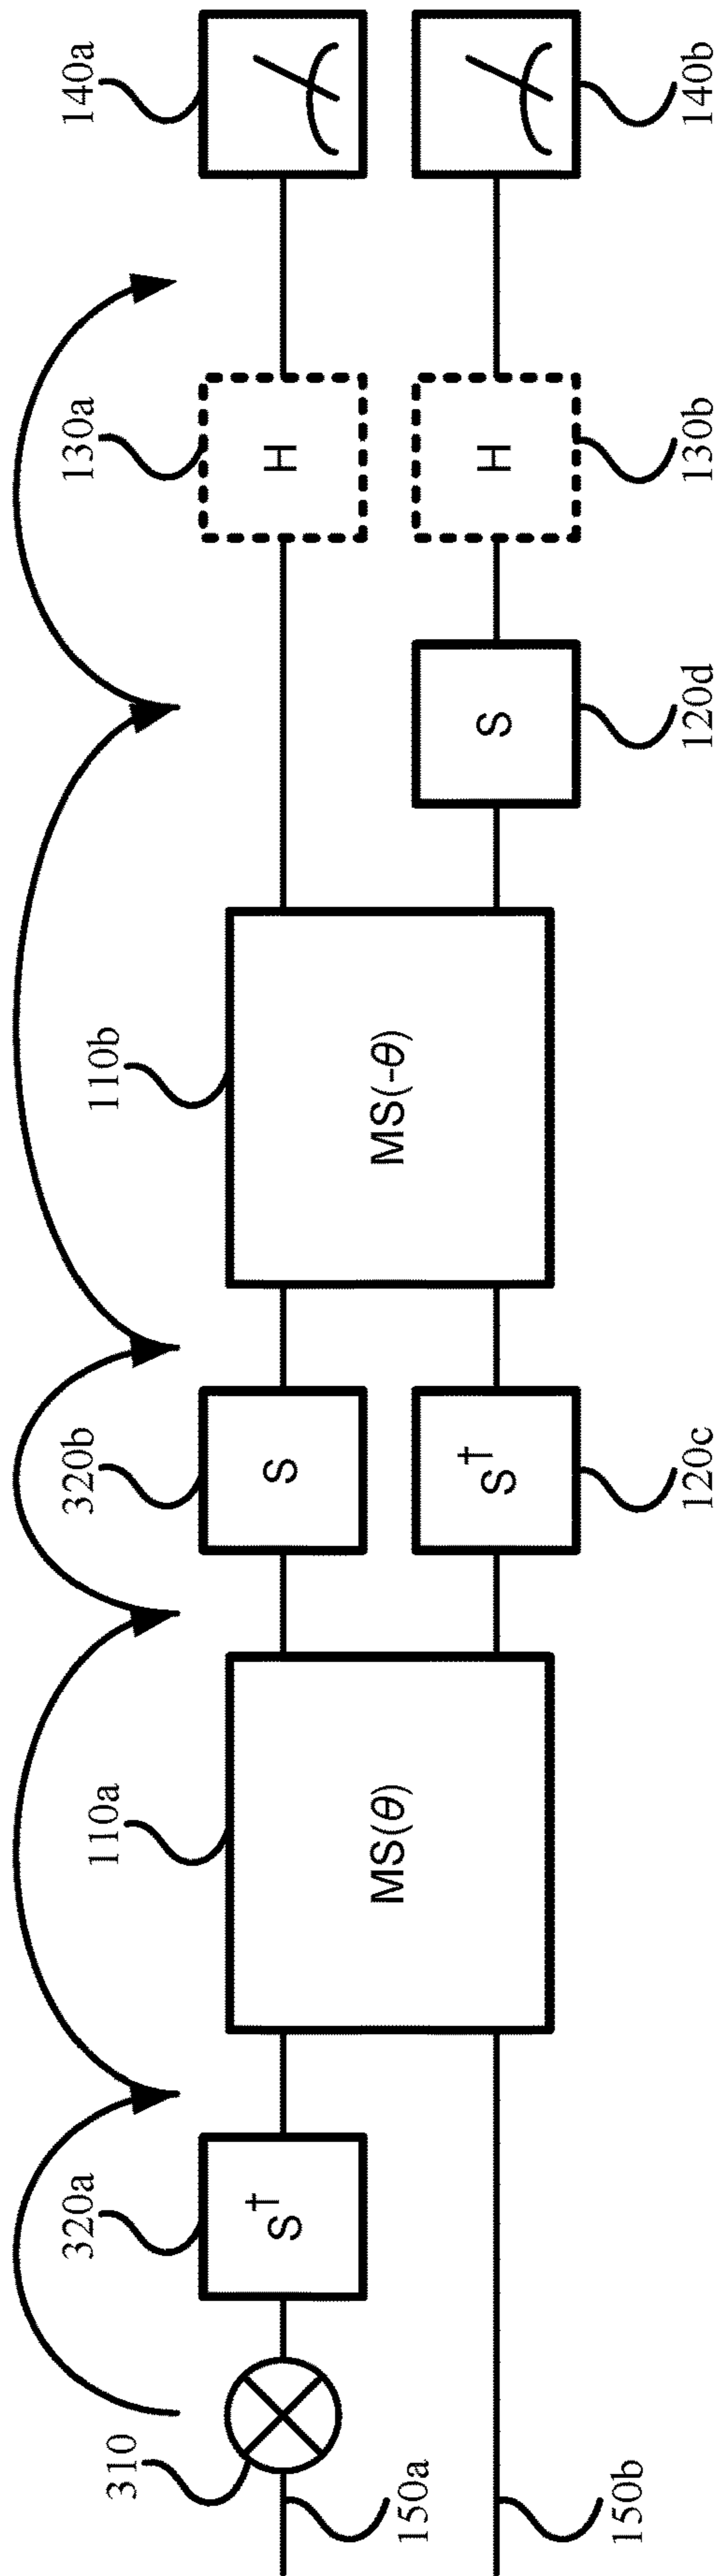 140a
140b
130a
H
H
130b
S
120d
110b
MS(-θ)
320b
S
S†
120c
110a
MS(θ)
320a
S†
310
150a
150b